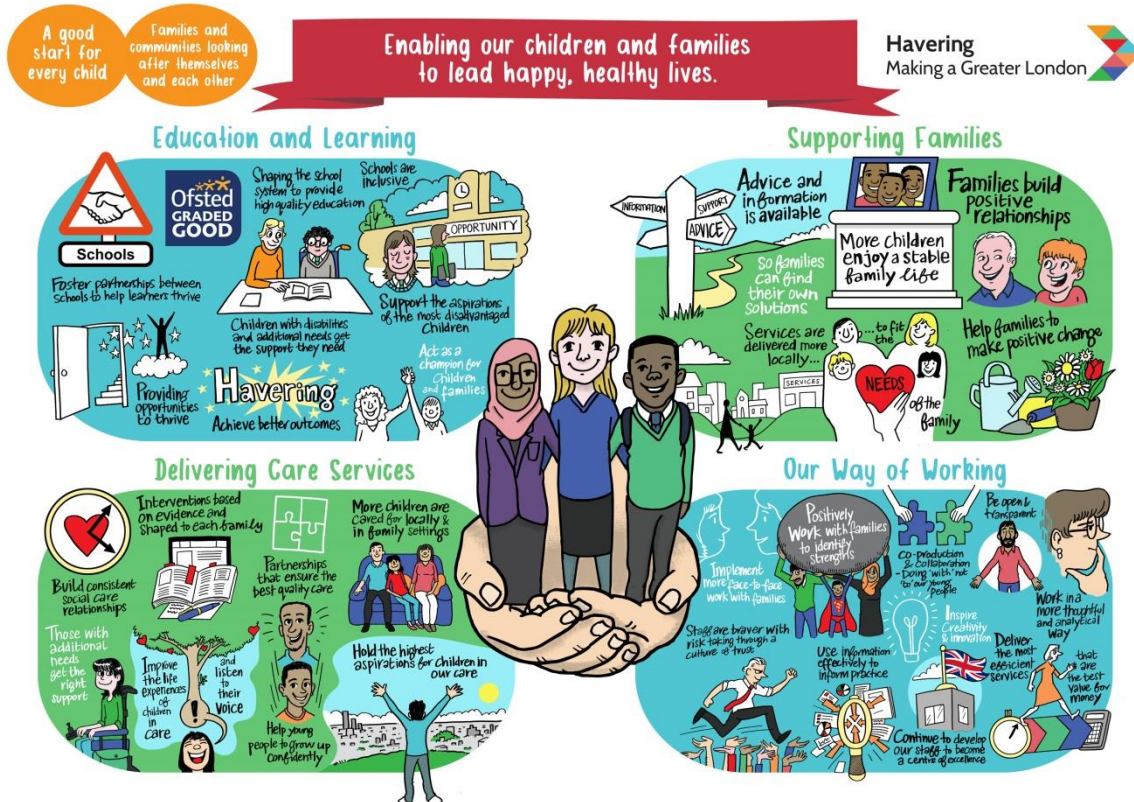 A good
start for
every child
Families and
communities looking
after themselves
and each other
Enabling our children and families
to lead happy, healthy lives.
Havering
Making a Greater London
Education and Learning
Schools
Ofsted
GRADED
GOOD
Shaping the school
system to provide
high quality education
Schools are
inclusive
OPPORTUNITY
Foster partnerships between
schools to help learners thrive
Children with disabilities
and additional needs get
the support they need
Support the aspirations
of the most disadvantaged
Children
Providing
opportunities
to thrive
Havering
Achieve better outcomes
Act as a
champion for
Children
and families
Supporting Families
INFORMATION
SUPPORT
ADVICE
Advice and
information
is available
So families
can find
their own
solutions
More children
enjoy a stable
family life
Families build
positive
relationships
Services are
delivered more
locally...
SERVICES
...to fit
the
NEEDS
of the
family
Help families to
make positive change
Delivering Care Services
Interventions based
on evidence and
shaped to each family
Build consistent
social care
relationships
Partnerships
that ensure the
best quality care
More children are
cared for locally &
in family settings
Those with
additional
needs
get the
right
support
Improve
the life
experiences
of
children
in
care
and
listen
to
their
voice
Help young
people to grow up
confidently
Hold the highest
aspirations for children in
our care
Our Way of Working
Implement
more face-to-face
work with families
Positively
work with families
to identify
strengths
Co-production
& Collaboration
- Doing 'with' not
'to' our young
people
Be open &
transparent
Work in a
more thoughtful
and analytical
way
Staff are braver with
risk taking through a
culture of trust
Use information
effectively to
inform practice
Inspire
Creativity
& innovation
Deliver
the most
efficient
services
that
are
the best
value for
money
Continue to develop
our staff to become
a centre of excellence